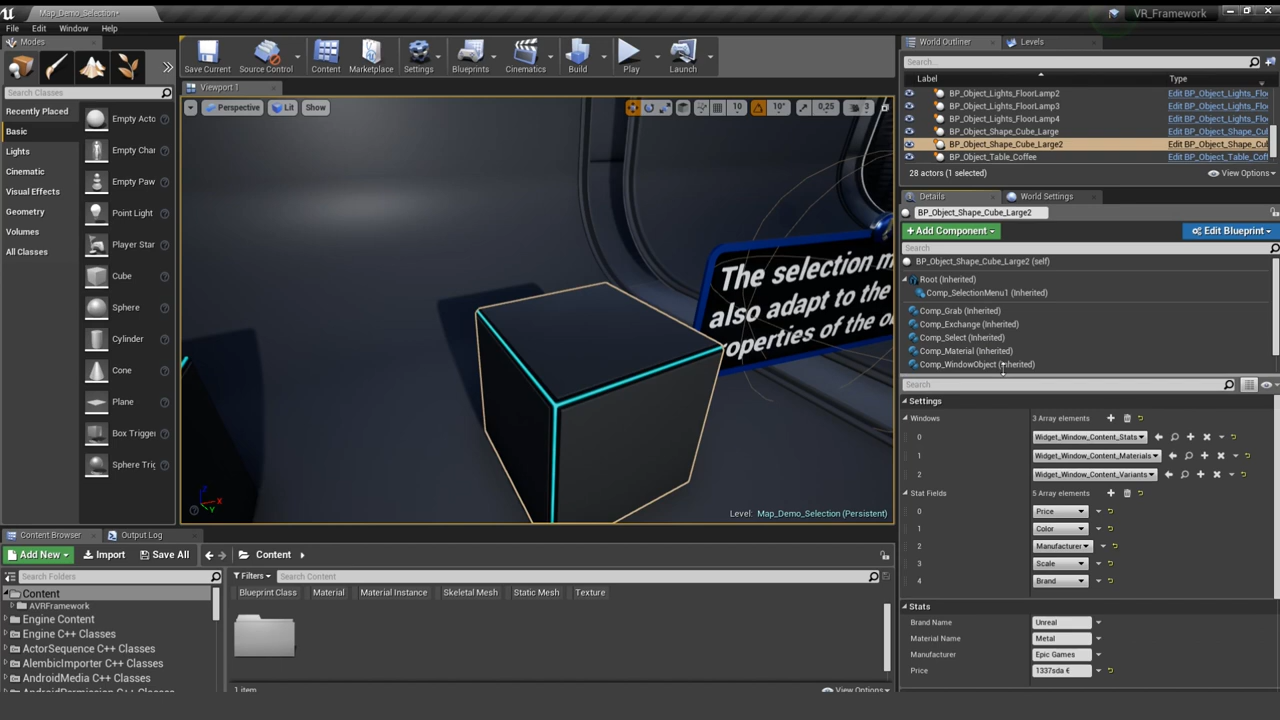 Map_Demo_Selection•
VR_Framework
File Edit Window Help
Modes
Search Classes
Recently Placed
Basic
Lights
Cinematic
Visual Effects
Geometry
Volumes
All Classes
Empty Acto
Empty Char
Empty Paw
Point Light
Player Star
Cube
Sphere
Cylinder
Cone
Plane
Box Trigger
Sphere Trig
Save Current
Source Control
Content
Marketplace
Settings
Blueprints
Cinematics
Build
Play
Launch
Viewport 1
Perspective Lit Show
10 10° 0,25 3
The selection m
also adapt to the
roperties of the o
Level: Map_Demo_Selection (Persistent)
World Outliner Levels
Search...
Label Type
BP_Object_Lights_FloorLamp2 Edit BP_Object_Lights_Flo
BP_Object_Lights_FloorLamp3 Edit BP_Object_Lights_Flo
BP_Object_Lights_FloorLamp4 Edit BP_Object_Lights_Flo
BP_Object_Shape_Cube_Large Edit BP_Object_Shape_Cu
BP_Object_Shape_Cube_Large2 Edit BP_Object_Shape_Cu
BP_Object_Table_Coffee Edit BP_Object_Table_Coff
28 actors (1 selected) View Options
Details World Settings
BP_Object_Shape_Cube_Large2
+Add Component Edit Blueprint
Search
BP_Object_Shape_Cube_Large2 (self)
Root (Inherited)
Comp_SelectionMenu1 (Inherited)
Comp_Grab (Inherited)
Comp_Exchange (Inherited)
Comp_Select (Inherited)
Comp_Material (Inherited)
Comp_WindowObject (Inherited)
Search
Settings
Windows 3 Array elements
0 Widget_Window_Content_Stats
1 Widget_Window_Content_Materials
2 Widget_Window_Content_Variants
Stat Fields 5 Array elements
0 Price
1 Color
2 Manufacturer
3 Scale
4 Brand
Stats
Brand Name Unreal
Material Name Metal
Manufacturer Epic Games
Price 1337sda €
Content Browser Output Log
Add New Import Save All Content
Search Folders
Filters Search Content
Blueprint Class Material Material Instance Skeletal Mesh Static Mesh Texture
Content
AVRFramework
Engine Content
Engine C++ Classes
ActorSequence C++ Classes
AlembicImporter C++ Classes
AndroidMedia C++ Classes
AndroidPermission C++ Classes
1 item View Options
X
Y
Z